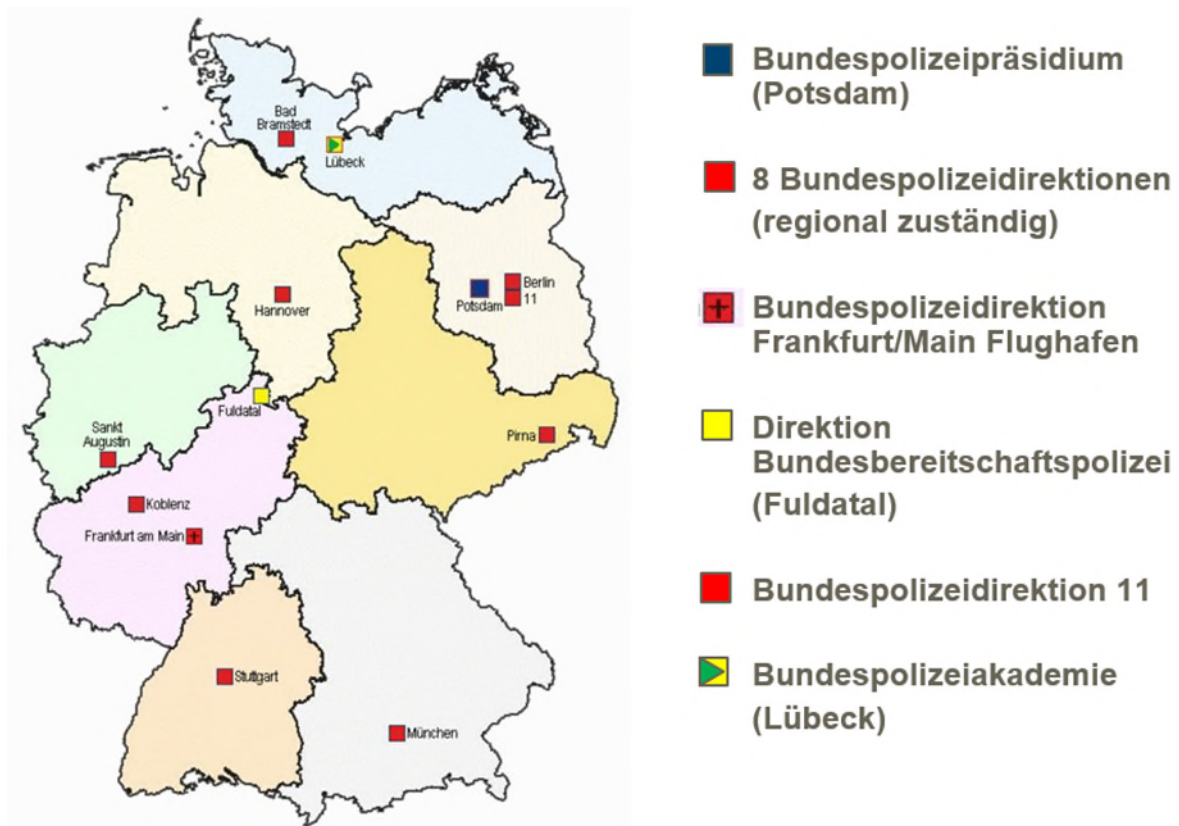 Bad
Bramstedt
Lübeck
Hannover
Potsdam
Berlin
11
Fuldatal
Sankt
Augustin
Pirna
Koblenz
Frankfurt am Main
Stuttgart
München
Bundespolizeipräsidium
(Potsdam)
8 Bundespolizeidirektionen
(regional zuständig)
Bundespolizeidirektion
Frankfurt/Main Flughafen
Direktion
Bundesbereitschaftspolizei
(Fuldatal)
Bundespolizeidirektion 11
Bundespolizeiakademie
(Lübeck)